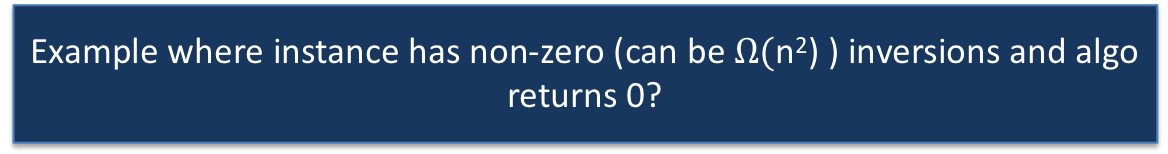 Example where instance has non-zero (can be Ω(n²) ) inversions and algo
returns 0?